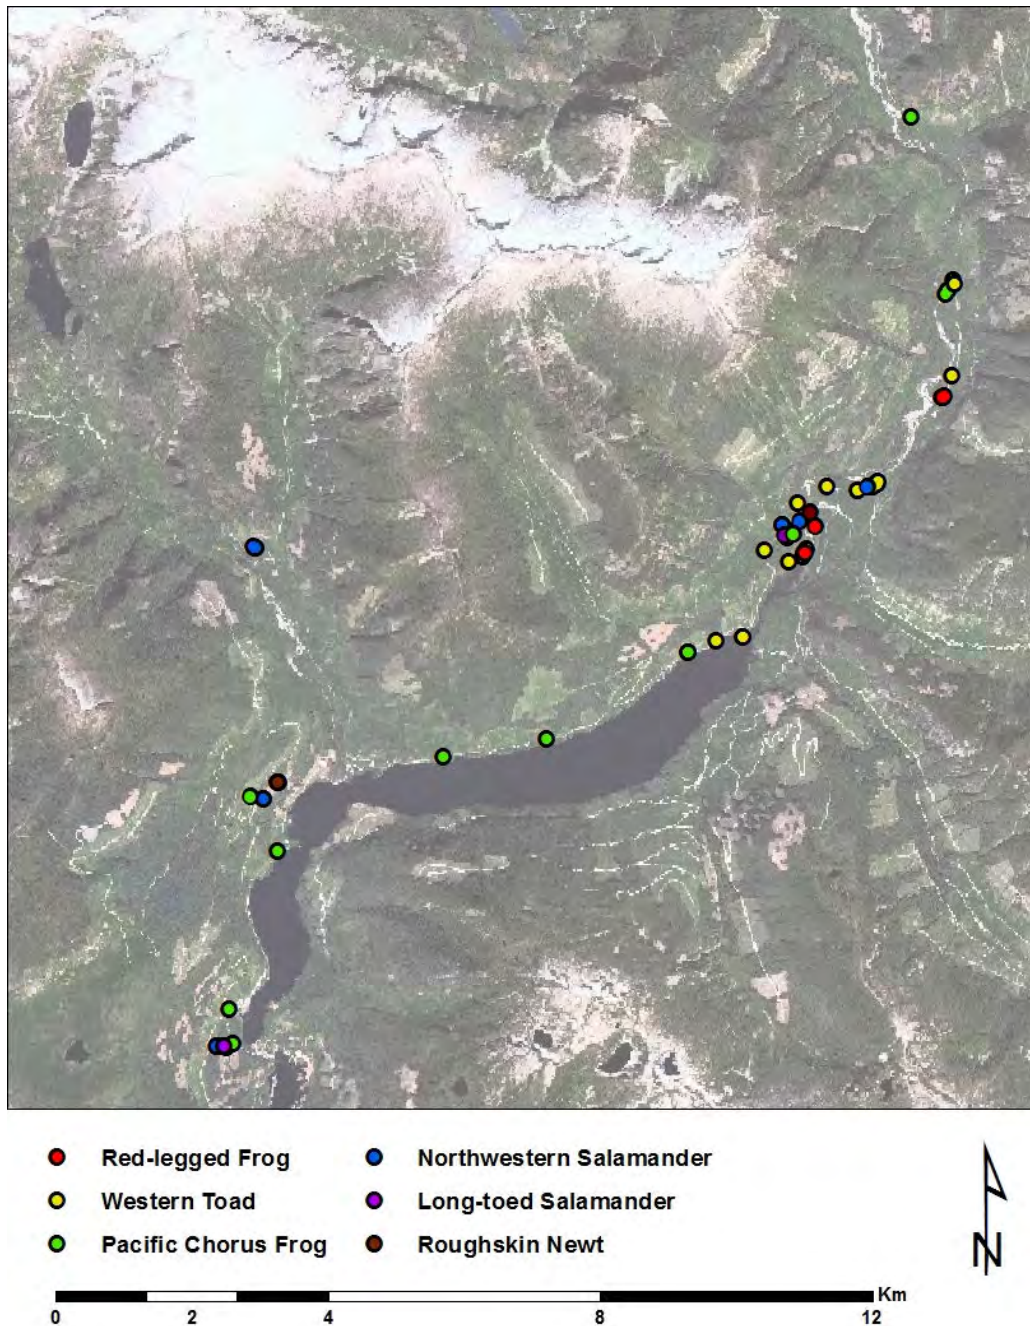 Red-legged Frog
Northwestern Salamander
Western Toad
Long-toed Salamander
Pacific Chorus Frog
Roughskin Newt
N
Km
0 2 4 8 12